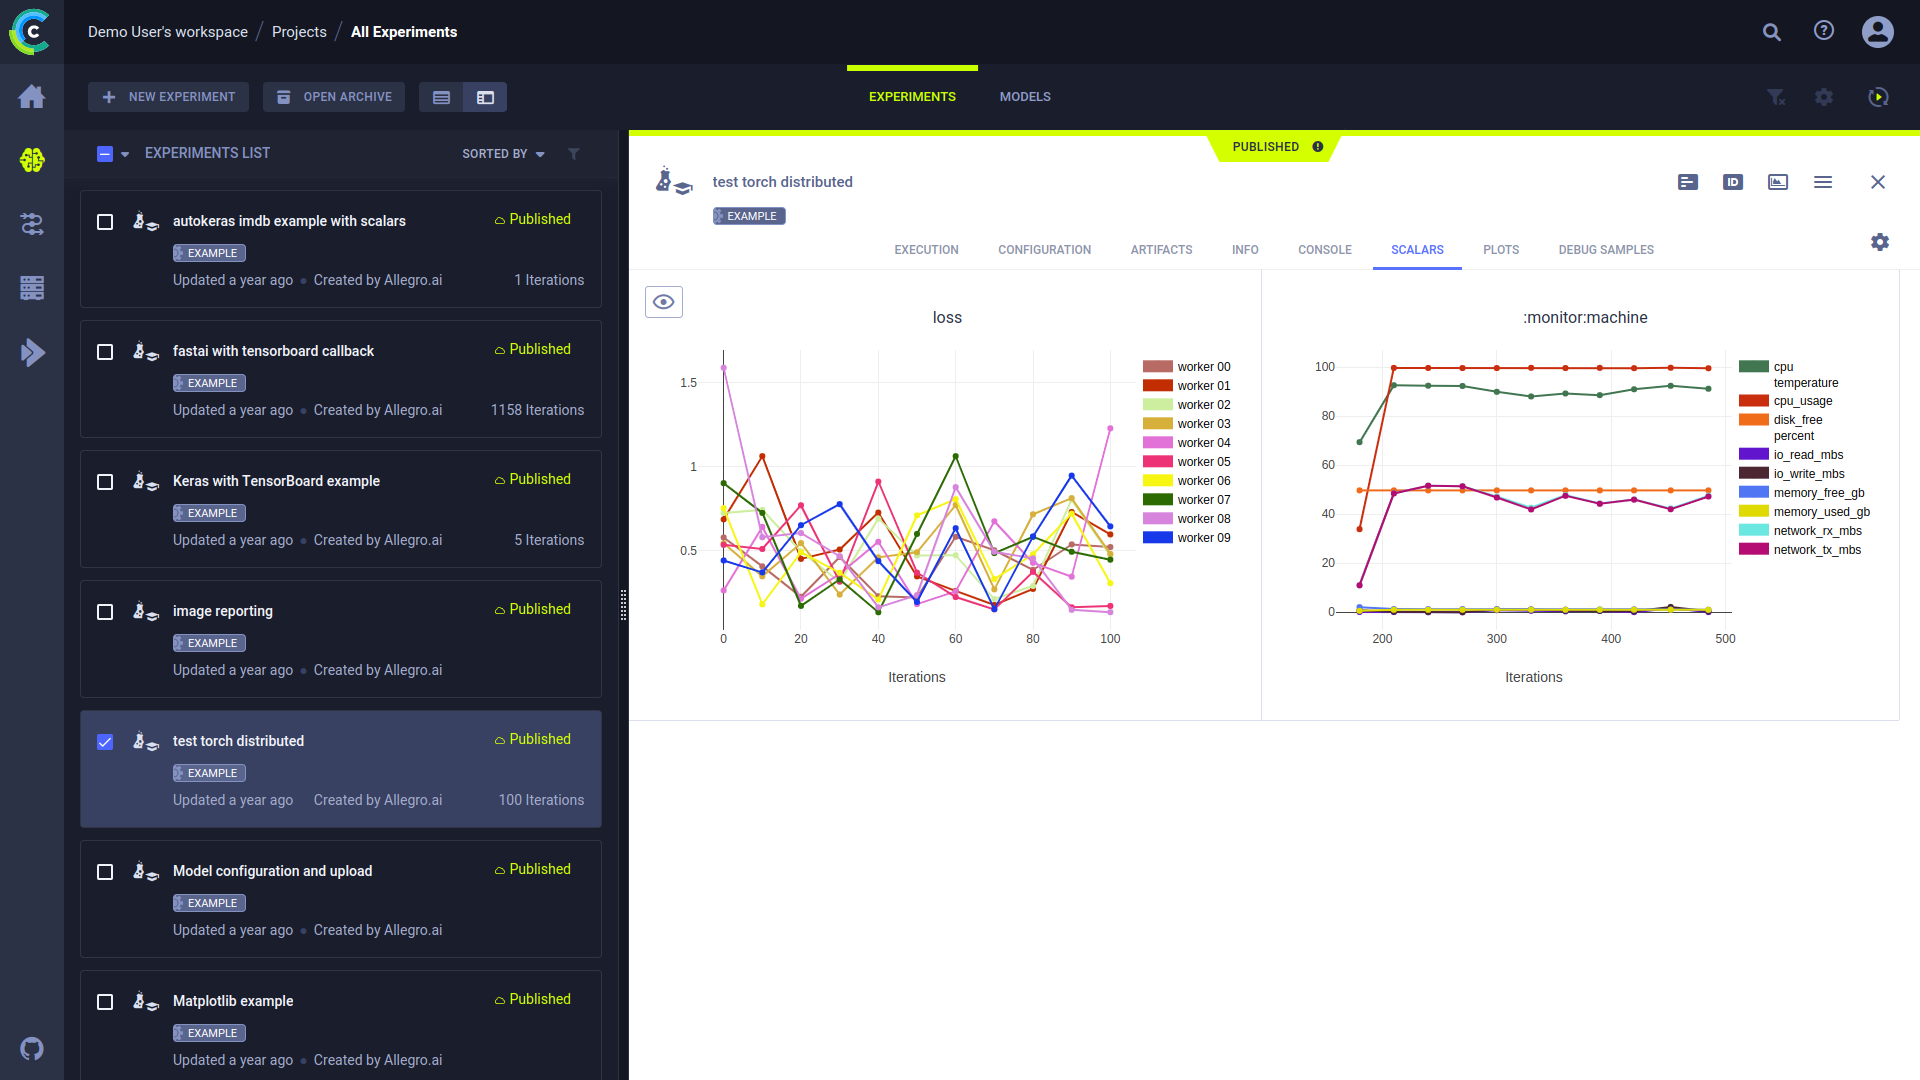 Demo User's workspace / Projects / All Experiments
NEW EXPERIMENT
OPEN ARCHIVE
EXPERIMENTS
MODELS
EXPERIMENTS LIST
SORTED BY
autokeras imdb example with scalars
Published
EXAMPLE
Updated a year ago
Created by Allegro.ai
1 Iterations
fastai with tensorboard callback
Published
EXAMPLE
Updated a year ago
Created by Allegro.ai
1158 Iterations
Keras with TensorBoard example
Published
EXAMPLE
Updated a year ago
Created by Allegro.ai
5 Iterations
image reporting
Published
EXAMPLE
Updated a year ago
Created by Allegro.ai
test torch distributed
Published
EXAMPLE
Updated a year ago
Created by Allegro.ai
100 Iterations
Model configuration and upload
Published
EXAMPLE
Updated a year ago
Created by Allegro.ai
Matplotlib example
Published
EXAMPLE
Updated a year ago
Created by Allegro.ai
PUBLISHED
test torch distributed
ID
EXAMPLE
EXECUTION
CONFIGURATION
ARTIFACTS
INFO
CONSOLE
SCALARS
PLOTS
DEBUG SAMPLES
loss
1.5
1
0.5
0
20
40
60
80
100
Iterations
worker 00
worker 01
worker 02
worker 03
worker 04
worker 05
worker 06
worker 07
worker 08
worker 09
:monitor:machine
100
80
60
40
20
0
200
300
400
500
Iterations
cpu
temperature
cpu_usage
disk_free
percent
io_read_mbs
io_write_mbs
memory_free_gb
memory_used_gb
network_rx_mbs
network_tx_mbs